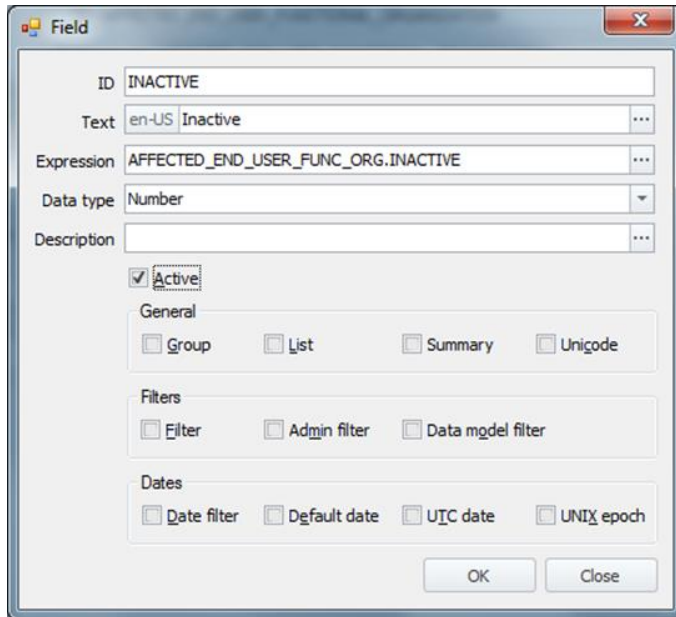 Field
ID INACTIVE
Text en-US Inactive ...
Expression AFFECTED_END_USER_FUNC_ORG.INACTIVE ...
Data type Number
Description ...
Active
General
Group List Summary Unicode
Filters
Filter Admin filter Data model filter
Dates
Date filter Default date UTC date UNIX epoch
OK Close